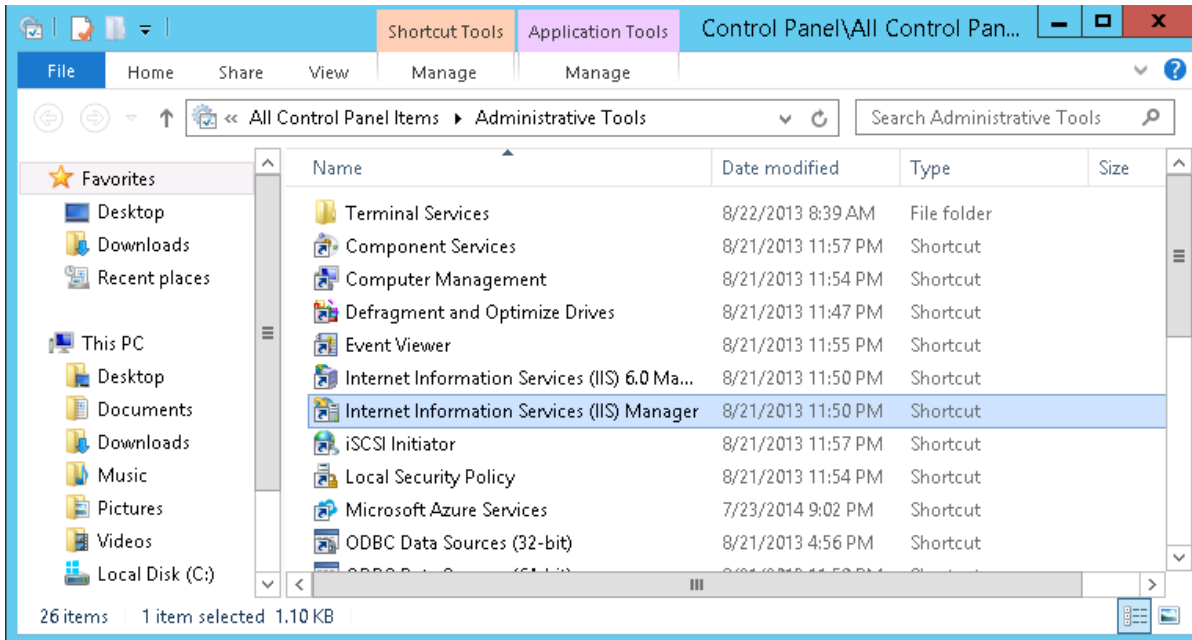 Shortcut Tools Application Tools Control Panel\All Control Pan...
File Home Share View Manage Manage
« All Control Panel Items Administrative Tools Search Administrative Tools
Name Date modified Type Size
Favorites
Desktop
Downloads
Recent places
This PC
Desktop
Documents
Downloads
Music
Pictures
Videos
Local Disk (C:)
Terminal Services 8/22/2013 8:39 AM File folder
Component Services 8/21/2013 11:57 PM Shortcut
Computer Management 8/21/2013 11:54 PM Shortcut
Defragment and Optimize Drives 8/21/2013 11:47 PM Shortcut
Event Viewer 8/21/2013 11:55 PM Shortcut
Internet Information Services (IIS) 6.0 Ma... 8/21/2013 11:50 PM Shortcut
Internet Information Services (IIS) Manager 8/21/2013 11:50 PM Shortcut
iSCSI Initiator 8/21/2013 11:57 PM Shortcut
Local Security Policy 8/21/2013 11:54 PM Shortcut
Microsoft Azure Services 7/23/2014 9:02 PM Shortcut
ODBC Data Sources (32-bit) 8/21/2013 4:56 PM Shortcut
26 items 1 item selected 1.10 KB